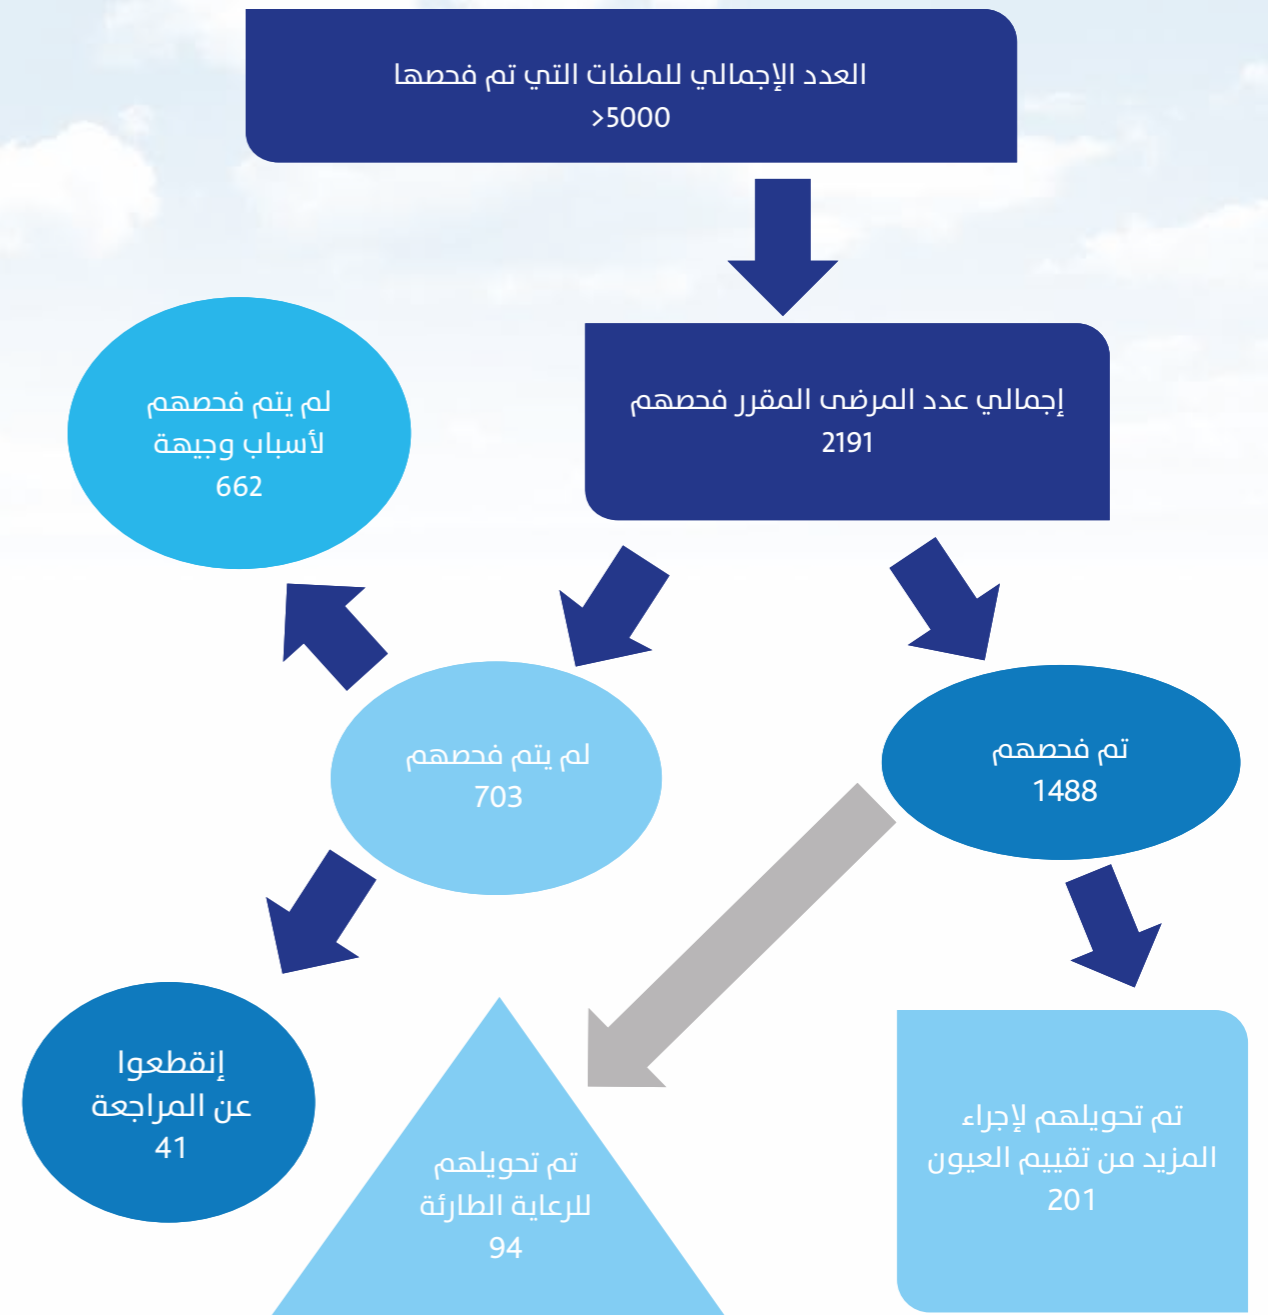 العدد الإجمالي للملفات التي تم فحصها
>5000
إجمالي عدد المرضى المقرر فحصهم
2191
لم يتم فحصهم
لأسباب وجيهة
662
تم فحصهم
1488
لم يتم فحصهم
703
إنقطعوا
عن المراجعة
41
تم تحويلهم
للرعاية الطارئة
94
تم تحويلهم لإجراء
المزيد من تقييم العيون
201